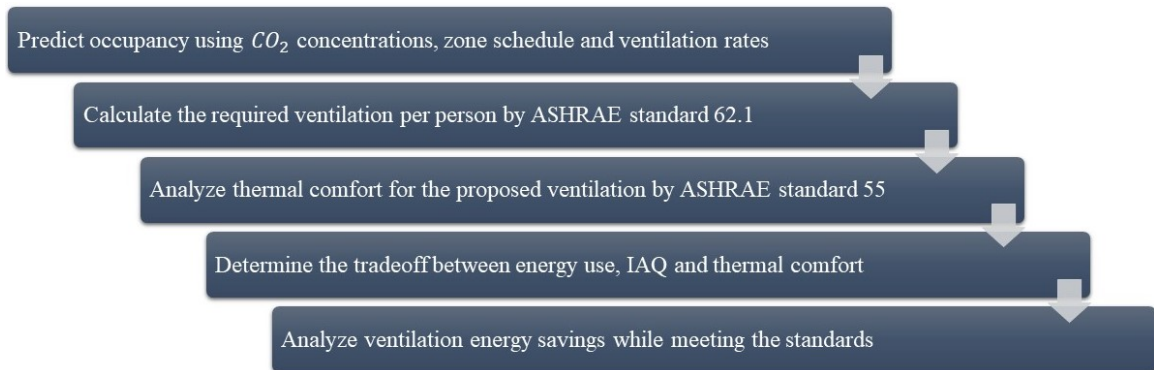 Predict occupancy using CO₂ concentrations, zone schedule and ventilation rates
Calculate the required ventilation per person by ASHRAE standard 62.1
Analyze thermal comfort for the proposed ventilation by ASHRAE standard 55
Determine the tradeoff between energy use, IAQ and thermal comfort
Analyze ventilation energy savings while meeting the standards